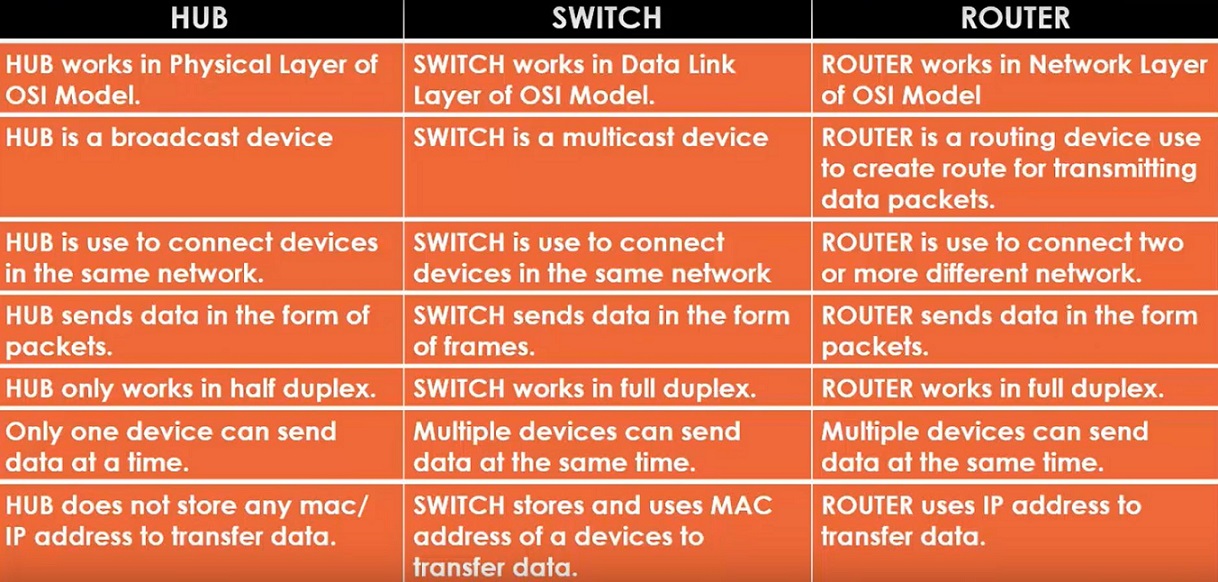 HUB
SWITCH
ROUTER
HUB works in Physical Layer of
OSI Model.
SWITCH works in Data Link
Layer of OSI Model.
ROUTER works in Network Layer
of OSI Model
HUB is a broadcast device
SWITCH is a multicast device
ROUTER is a routing device use
to create route for transmitting
data packets.
HUB is use to connect devices
in the same network.
SWITCH is use to connect
devices in the same network
ROUTER is use to connect two
or more different network.
HUB sends data in the form of
packets.
SWITCH sends data in the form
of frames.
ROUTER sends data in the form
packets.
HUB only works in half duplex.
SWITCH works in full duplex.
ROUTER works in full duplex.
Only one device can send
data at a time.
Multiple devices can send
data at the same time.
Multiple devices can send
data at the same time.
HUB does not store any mac/
IP address to transfer data.
SWITCH stores and uses MAC
address of a devices to
transfer data.
ROUTER uses IP address to
transfer data.